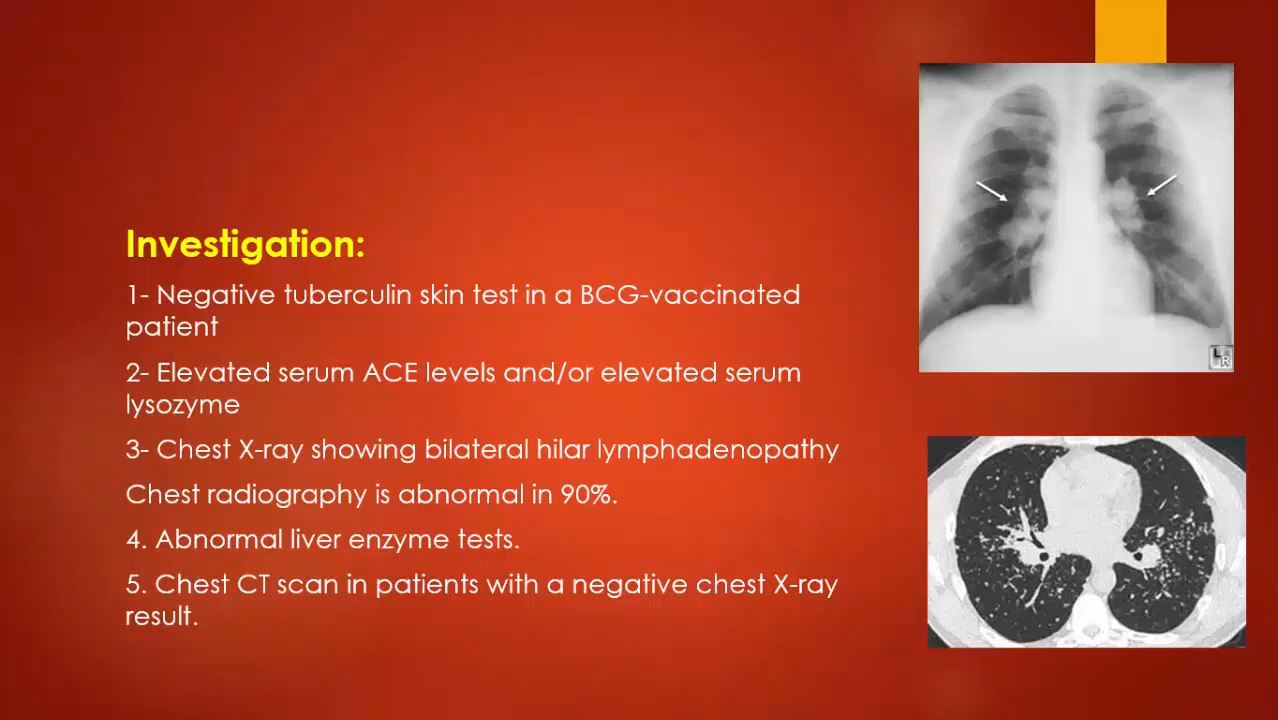 Investigation:
1- Negative tuberculin skin test in a BCG-vaccinated
patient
2- Elevated serum ACE levels and/or elevated serum
lysozyme
3- Chest X-ray showing bilateral hilar lymphadenopathy
Chest radiography is abnormal in 90%.
4. Abnormal liver enzyme tests.
5. Chest CT scan in patients with a negative chest X-ray
result.
L
R